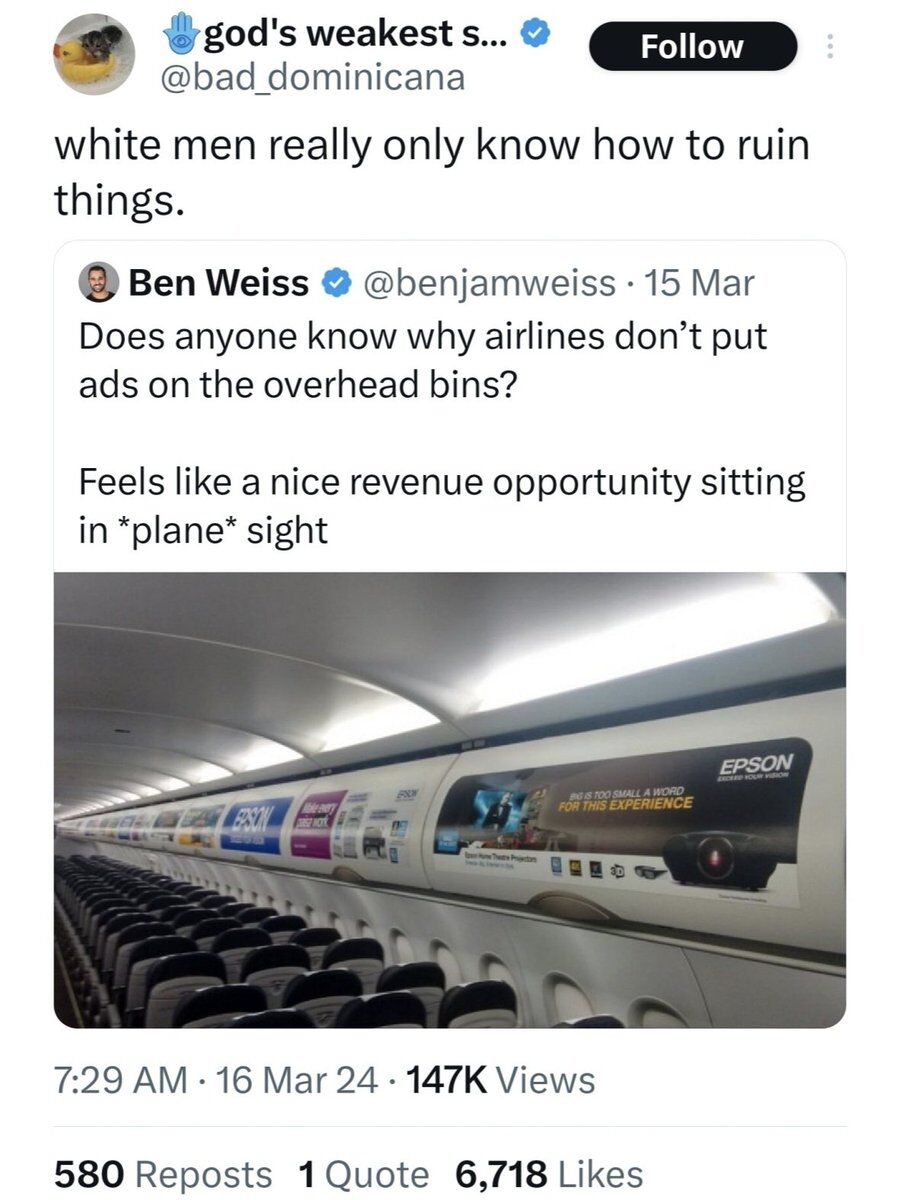 🪬god's weakest s...
Follow
@bad_dominicana
white men really only know how to ruin
things.
Ben Weiss @benjamweiss · 15 Mar
Does anyone know why airlines don’t put
ads on the overhead bins?
Feels like a nice revenue opportunity sitting
in *plane* sight
EPSON
EXCEED YOUR VISION
BIG IS TOO SMALL A WORD
FOR THIS EXPERIENCE
Epson Home Theatre Projectors
3D
EPSON
EPSON
Make every
paisa work.
7:29 AM · 16 Mar 24 · 147K Views
580 Reposts 1 Quote 6,718 Likes